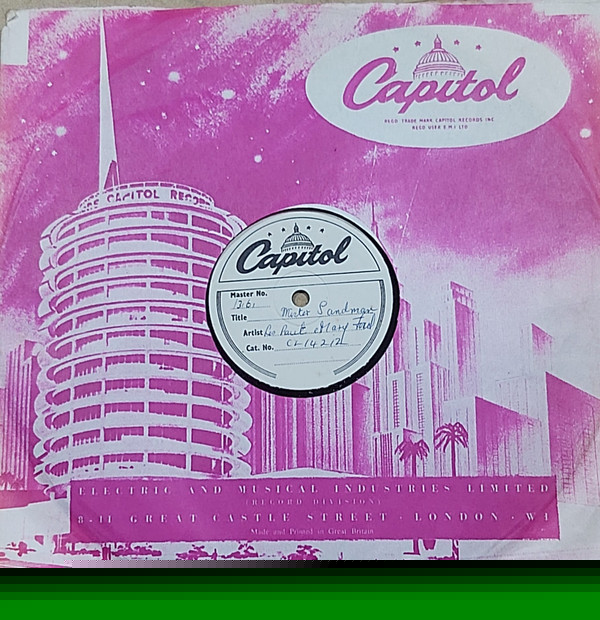 Capitol
REGD. TRADE MARK CAPITOL RECORDS INC
REGD USER E.M.I LTD
CAPITOL RECORDS
Capitol
Master No.
Title Mister Sandman
Artist Les Paul & Mary Ford
Cat. No. CL 14212
ELECTRIC AND MUSICAL INDUSTRIES LIMITED
(RECORD DIVISION)
8-11 GREAT CASTLE STREET · LONDON · W1
Made and Printed in Great Britain